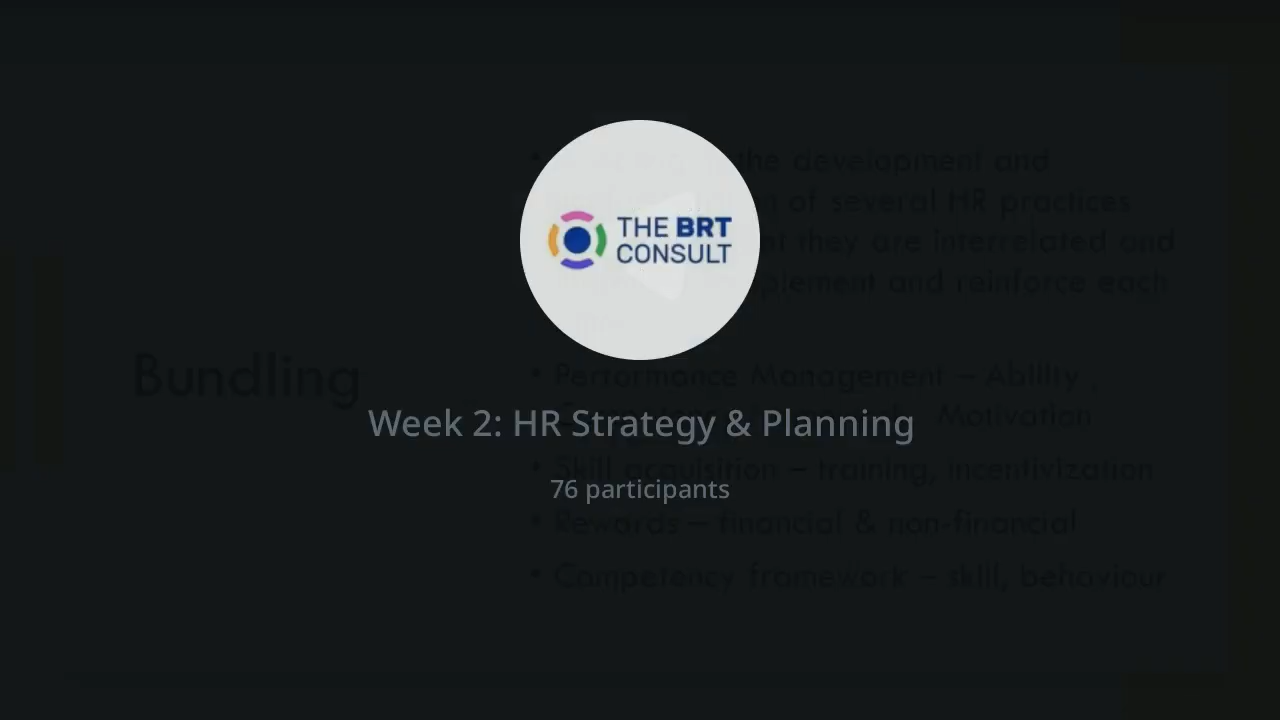 the development and
of several HR practices
THE BRT
CONSULT
they are interrelated and
plement and reinforce each
Bundling
• Performance Management – Ability
Week 2: HR Strategy & Planning
Motivation
• Skill acquisition – training, incentivization
76 participants
• Rewards – financial & non-financial
• Competency framework – skill, behaviour